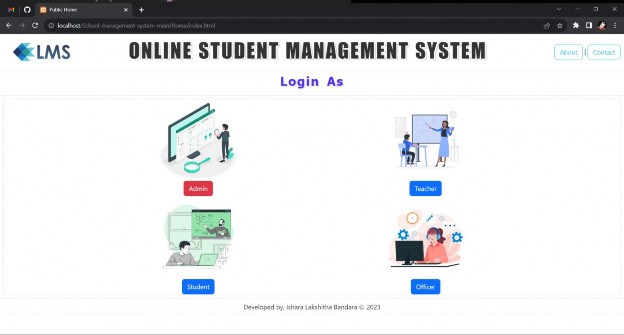 Public Home
localhost/School-management-system-main/Home/index.html
LMS
ONLINE STUDENT MANAGEMENT SYSTEM
About | Contact
Login As
Admin
Teacher
Student
Officer
Developed by, Ishara Lakshitha Bandara © 2023